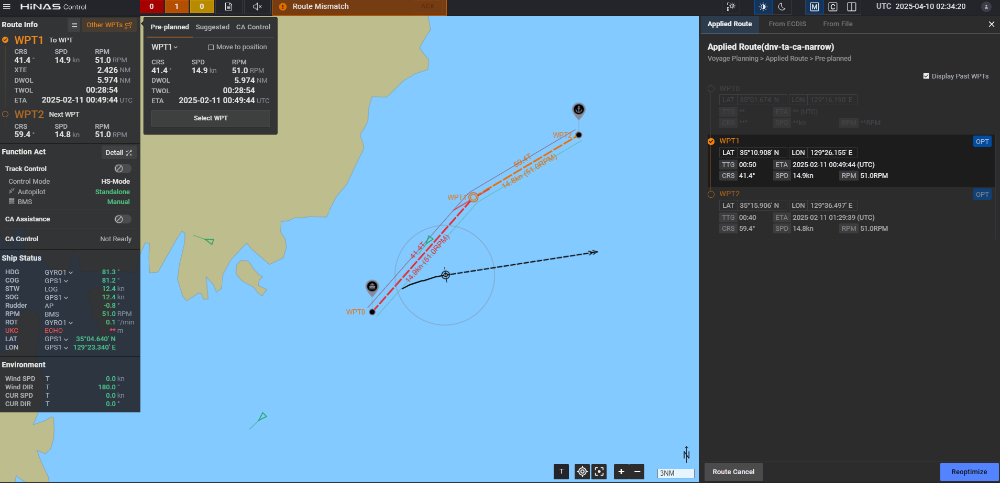 HiNAS Control
0 1 0
Route Mismatch
ACK
B
M C
UTC 2025-04-10 02:34:20
Route Info
Other WPTs
WPT1 To WPT
CRS SPD RPM
41.4 ° 14.9 kn 51.0 RPM
XTE 2.426 NM
DWOL 5.974 NM
TWOL 00:28:54
ETA 2025-02-11 00:49:44 UTC
WPT2 Next WPT
CRS SPD RPM
59.4 ° 14.8 kn 51.0 RPM
Function Act
Detail
Track Control
Control Mode HS-Mode
Autopilot Standalone
BMS Manual
CA Assistance
CA Control Not Ready
Ship Status
HDG GYRO1 81.3 °
COG GPS1 81.2 °
STW LOG 12.4 kn
SOG GPS1 12.4 kn
Rudder AP -0.8 °
RPM BMS 51.0 RPM
ROT GYRO1 0.1 °/min
UKC ECHO ** m
LAT GPS1 35°04.640' N
LON GPS1 129°23.340' E
Environment
Wind SPD T 0.0 kn
Wind DIR T 180.0 °
CUR SPD T 0.0 kn
CUR DIR T 0.0 °
Pre-planned Suggested CA Control
WPT1 Move to position
CRS SPD RPM
41.4 ° 14.9 kn 51.0 RPM
DWOL 5.974 NM
TWOL 00:28:54
ETA 2025-02-11 00:49:44 UTC
Select WPT
WPT2
59.4T
14.8kn (51.0RPM)
WPT1
41.4T
14.9kn (51.0RPM)
WPT0
N
T
+ −
3NM
Applied Route From ECDIS From File
Applied Route(dnv-ta-ca-narrow)
Voyage Planning > Applied Route > Pre-planned
Display Past WPTs
WPT0
LAT 35°01.674' N LON 129°16.190' E
TTG ** ETA ** (UTC)
CRS **° SPD **kn RPM **RPM
WPT1 OPT
LAT 35°10.908' N LON 129°26.155' E
TTG 00:50 ETA 2025-02-11 00:49:44 (UTC)
CRS 41.4° SPD 14.9kn RPM 51.0RPM
WPT2 OPT
LAT 35°15.906' N LON 129°36.497' E
TTG 00:40 ETA 2025-02-11 01:29:39 (UTC)
CRS 59.4° SPD 14.8kn RPM 51.0RPM
Route Cancel
Reoptimize